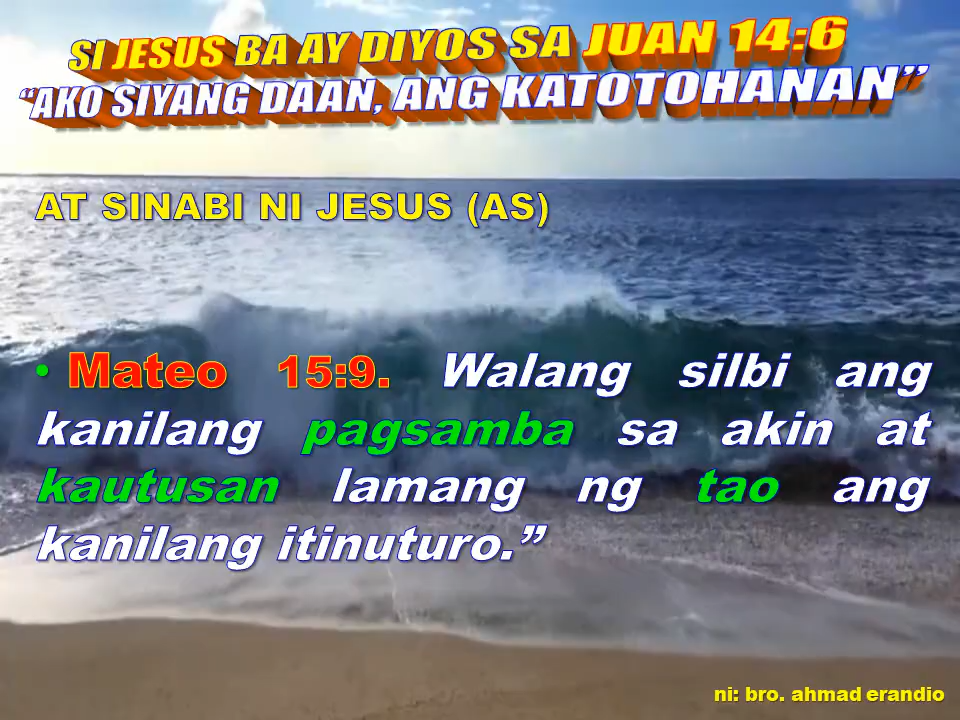 SI JESUS BA AY DIYOS SA JUAN 14:6
“AKO SIYANG DAAN, ANG KATOTOHANAN”
AT SINABI NI JESUS (AS)
• Mateo 15:9. Walang silbi ang
kanilang pagsamba sa akin at
kautusan lamang ng tao ang
kanilang itinuturo.”
ni: bro. ahmad erandio